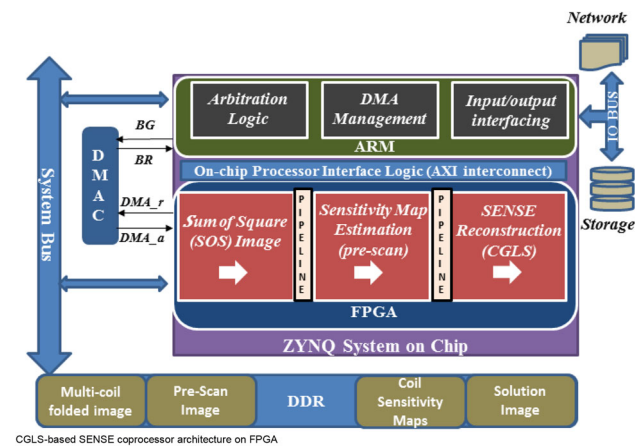 Network
Arbitration
Logic
DMA
Management
Input/output
interfacing
ARM
BG
BR
DMAC
IO BUS
System Bus
On-chip Processor Interface Logic (AXI interconnect)
DMA_r
DMA_a
Sum of Square
(SOS) Image
PIPELINE
Sensitivity Map
Estimation
(pre-scan)
PIPELINE
SENSE
Reconstruction
(CGLS)
Storage
FPGA
ZYNQ System on Chip
Multi-coil
folded image
Pre-Scan
Image
DDR
Coil
Sensitivity
Maps
Solution
Image
CGLS-based SENSE coprocessor architecture on FPGA